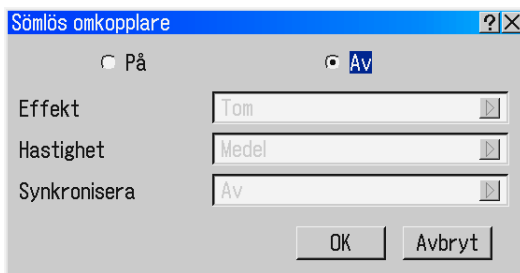 Sömlös omkopplare
På Av
Effekt Tom
Hastighet Medel
Synkronisera Av
OK Avbryt